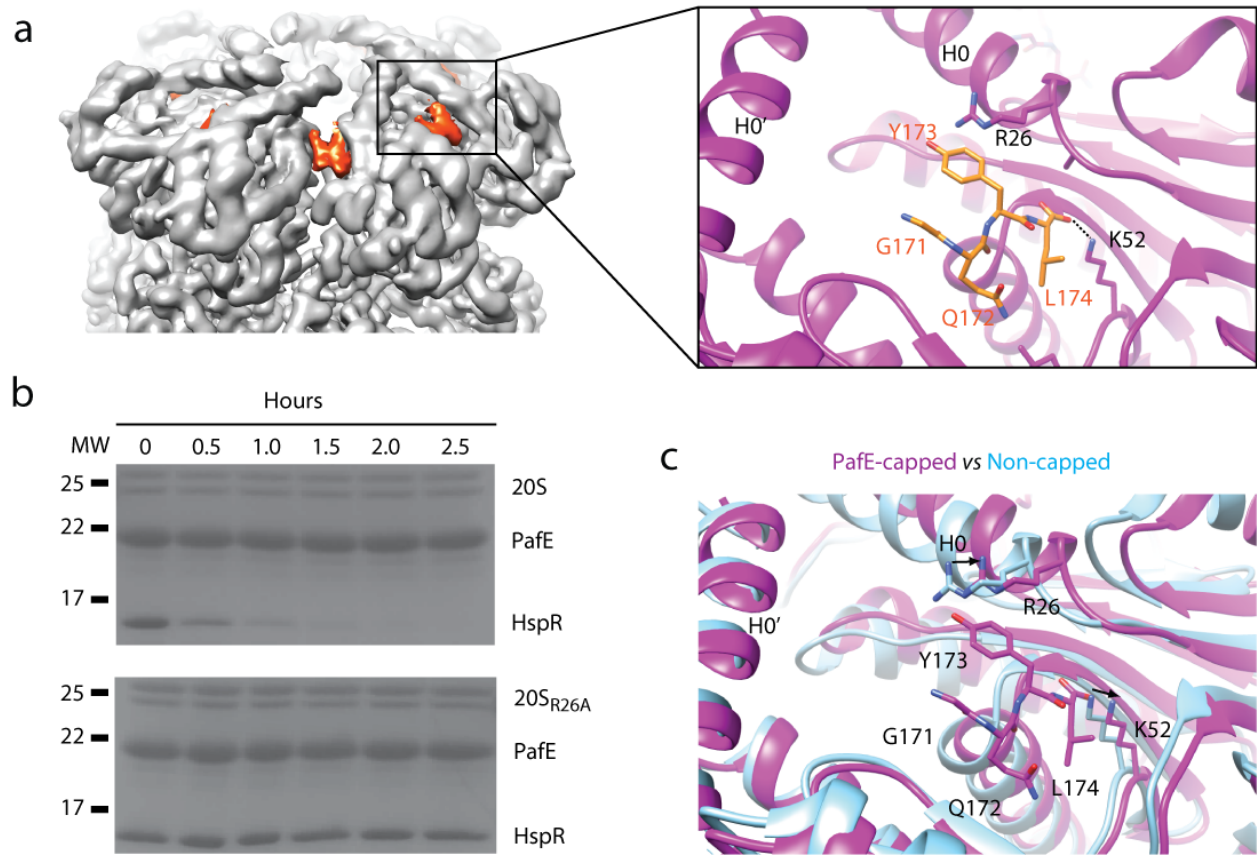 a
H0
H0’
R26
Y173
G171
K52
L174
Q172
b
Hours
MW 0 0.5 1.0 1.5 2.0 2.5
25 20S
22 PafE
17
HspR
25 20SR26A
22 PafE
17
HspR
c
PafE-capped vs Non-capped
H0
R26
H0’
Y173
K52
G171
L174
Q172